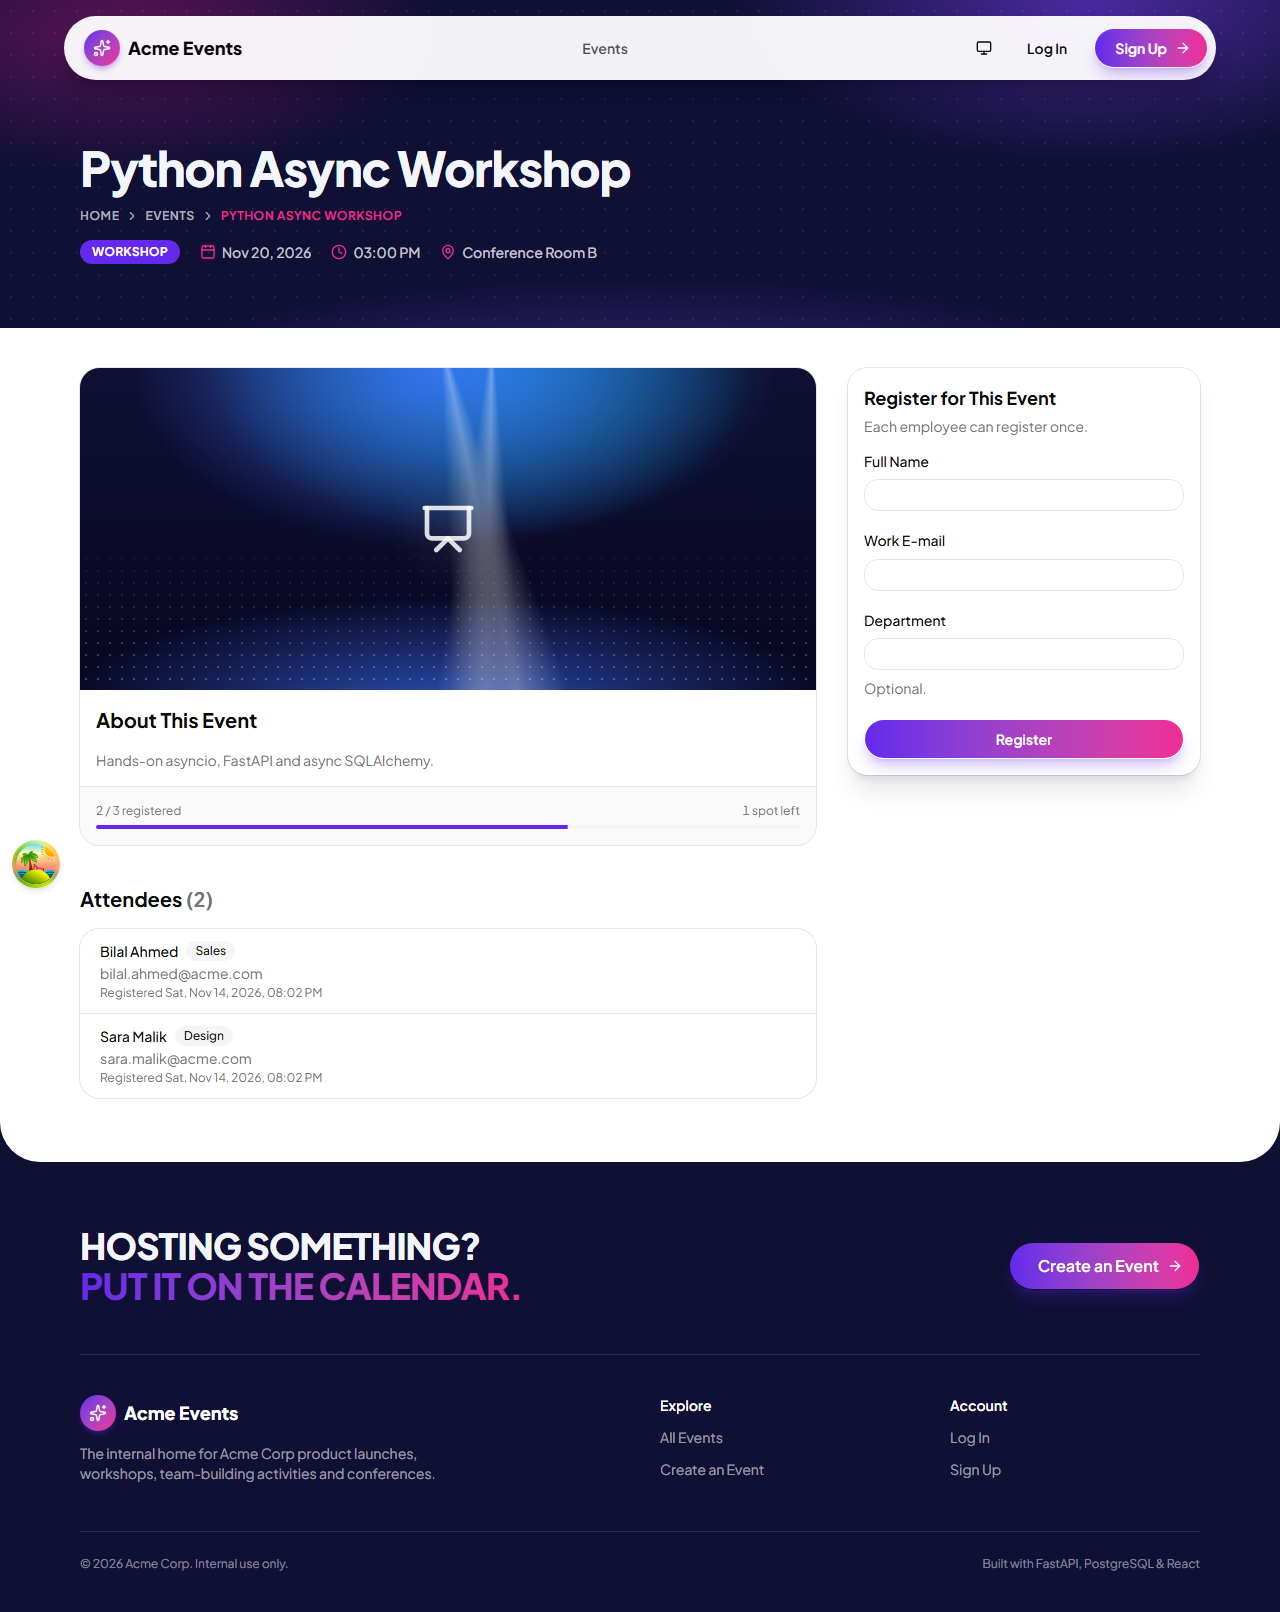 Acme Events
Events
Log In
Sign Up
Python Async Workshop
HOME
EVENTS
PYTHON ASYNC WORKSHOP
WORKSHOP
Nov 20, 2026
03:00 PM
Conference Room B
About This Event
Hands-on asyncio, FastAPI and async SQLAlchemy.
2 / 3 registered
1 spot left
Attendees (2)
Bilal Ahmed
Sales
bilal.ahmed@acme.com
Registered Sat, Nov 14, 2026, 08:02 PM
Sara Malik
Design
sara.malik@acme.com
Registered Sat, Nov 14, 2026, 08:02 PM
Register for This Event
Each employee can register once.
Full Name
Work E-mail
Department
Optional.
Register
HOSTING SOMETHING?
PUT IT ON THE CALENDAR.
Create an Event
Acme Events
The internal home for Acme Corp product launches,
workshops, team-building activities and conferences.
Explore
All Events
Create an Event
Account
Log In
Sign Up
© 2026 Acme Corp. Internal use only.
Built with FastAPI, PostgreSQL & React